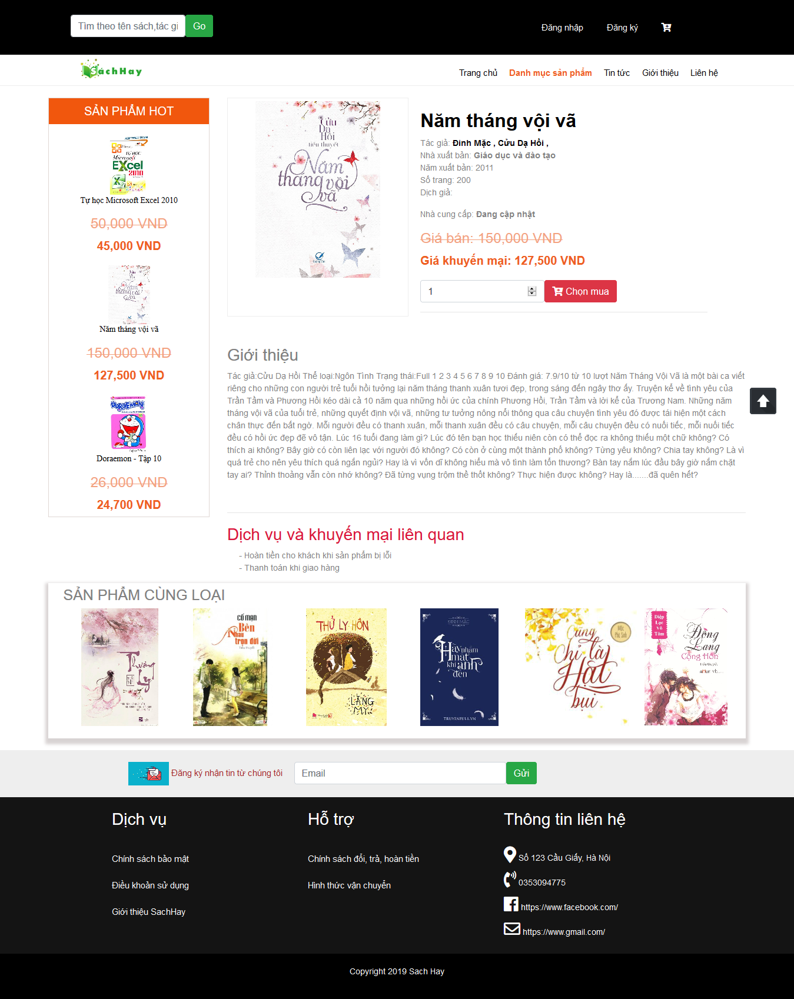 Tìm theo tên sách,tác gi
Go
Đăng nhập
Đăng ký
SáchHay
Trang chủ
Danh mục sản phẩm
Tin tức
Giới thiệu
Liên hệ
SẢN PHẨM HOT
TỰ HỌC
Microsoft
EXcel
2010
Tự học Microsoft Excel 2010
50,000 VND
45,000 VND
Năm tháng vội vã
150,000 VND
127,500 VND
DORAEMON
Doraemon - Tập 10
26,000 VND
24,700 VND
Cửu
Dạ
Hồi
tiểu thuyết
Năm
tháng vội
vã
Năm tháng vội vã
Tác giả: Đinh Mặc , Cửu Dạ Hồi ,
Nhà xuất bản: Giáo dục và đào tạo
Năm xuất bản: 2011
Số trang: 200
Dịch giả:
Nhà cung cấp: Đang cập nhật
Giá bán: 150,000 VND
Giá khuyến mại: 127,500 VND
1
Chọn mua
Giới thiệu
Tác giả:Cửu Dạ Hồi Thể loại:Ngôn Tình Trạng thái:Full 1 2 3 4 5 6 7 8 9 10 Đánh giá: 7.9/10 từ 10 lượt Năm Tháng Vội Vã là một bài ca viết
riêng cho những con người trẻ tuổi hồi tưởng lại năm tháng thanh xuân tươi đẹp, trong sáng đến ngây thơ ấy. Truyện kể về tình yêu của
Trần Tầm và Phương Hồi kéo dài cả 10 năm qua những hồi ức của chính Phương Hồi, Trần Tầm và lời kể của Trương Nam. Những năm
tháng vội vã của tuổi trẻ, những quyết định vội vã, những tư tưởng nông nổi thông qua câu chuyện tình yêu đó được tái hiện một cách
chân thực đến bất ngờ. Mỗi người đều có thanh xuân, mỗi thanh xuân đều có câu chuyện, mỗi câu chuyện đều có nuối tiếc, mỗi nuối tiếc
đều có hồi ức đẹp đẽ vô tận. Lúc 16 tuổi đang làm gì? Lúc đó tên bạn học thiếu niên còn có thể đọc ra không thiếu một chữ không? Có
thích ai không? Bây giờ có còn liên lạc với người đó không? Có còn ở cùng một thành phố không? Từng yêu không? Chia tay không? Là vì
quá trẻ cho nên yêu thích quá ngắn ngủi? Hay là vì vốn dĩ không hiểu mà vô tình làm tổn thương? Bàn tay nắm lúc đầu bây giờ nắm chặt
tay ai? Thỉnh thoảng vẫn còn nhớ không? Đã từng vụng trộm thề thốt không? Thực hiện được không? Hay là.......đã quên hết?
Dịch vụ và khuyến mại liên quan
- Hoàn tiền cho khách khi sản phẩm bị lỗi
- Thanh toán khi giao hàng
SẢN PHẨM CÙNG LOẠI
Thương
Ly
CỐ MẠN
Bên
Nhau
trọn đời
Tiểu thuyết
THỬ LY HÔN
LĂNG
MY
ĐINH MẶC
Hãy nhắm
mắt
khi anh
đến
TRUYENFULL.VN
Cũng
chỉ là
Hạt
bụi
Mộc
Phù Sinh
Diệp
Lạc
Vô
Tâm
Đồng
Lang
Cộng Hôn
Tiểu thuyết
Đăng ký nhận tin từ chúng tôi
Email
Gửi
Dịch vụ
Hỗ trợ
Thông tin liên hệ
Chính sách bảo mật
Điều khoản sử dụng
Giới thiệu SachHay
Chính sách đổi, trả, hoàn tiền
Hình thức vận chuyển
Số 123 Cầu Giấy, Hà Nội
0353094775
https://www.facebook.com/
https://www.gmail.com/
Copyright 2019 Sach Hay